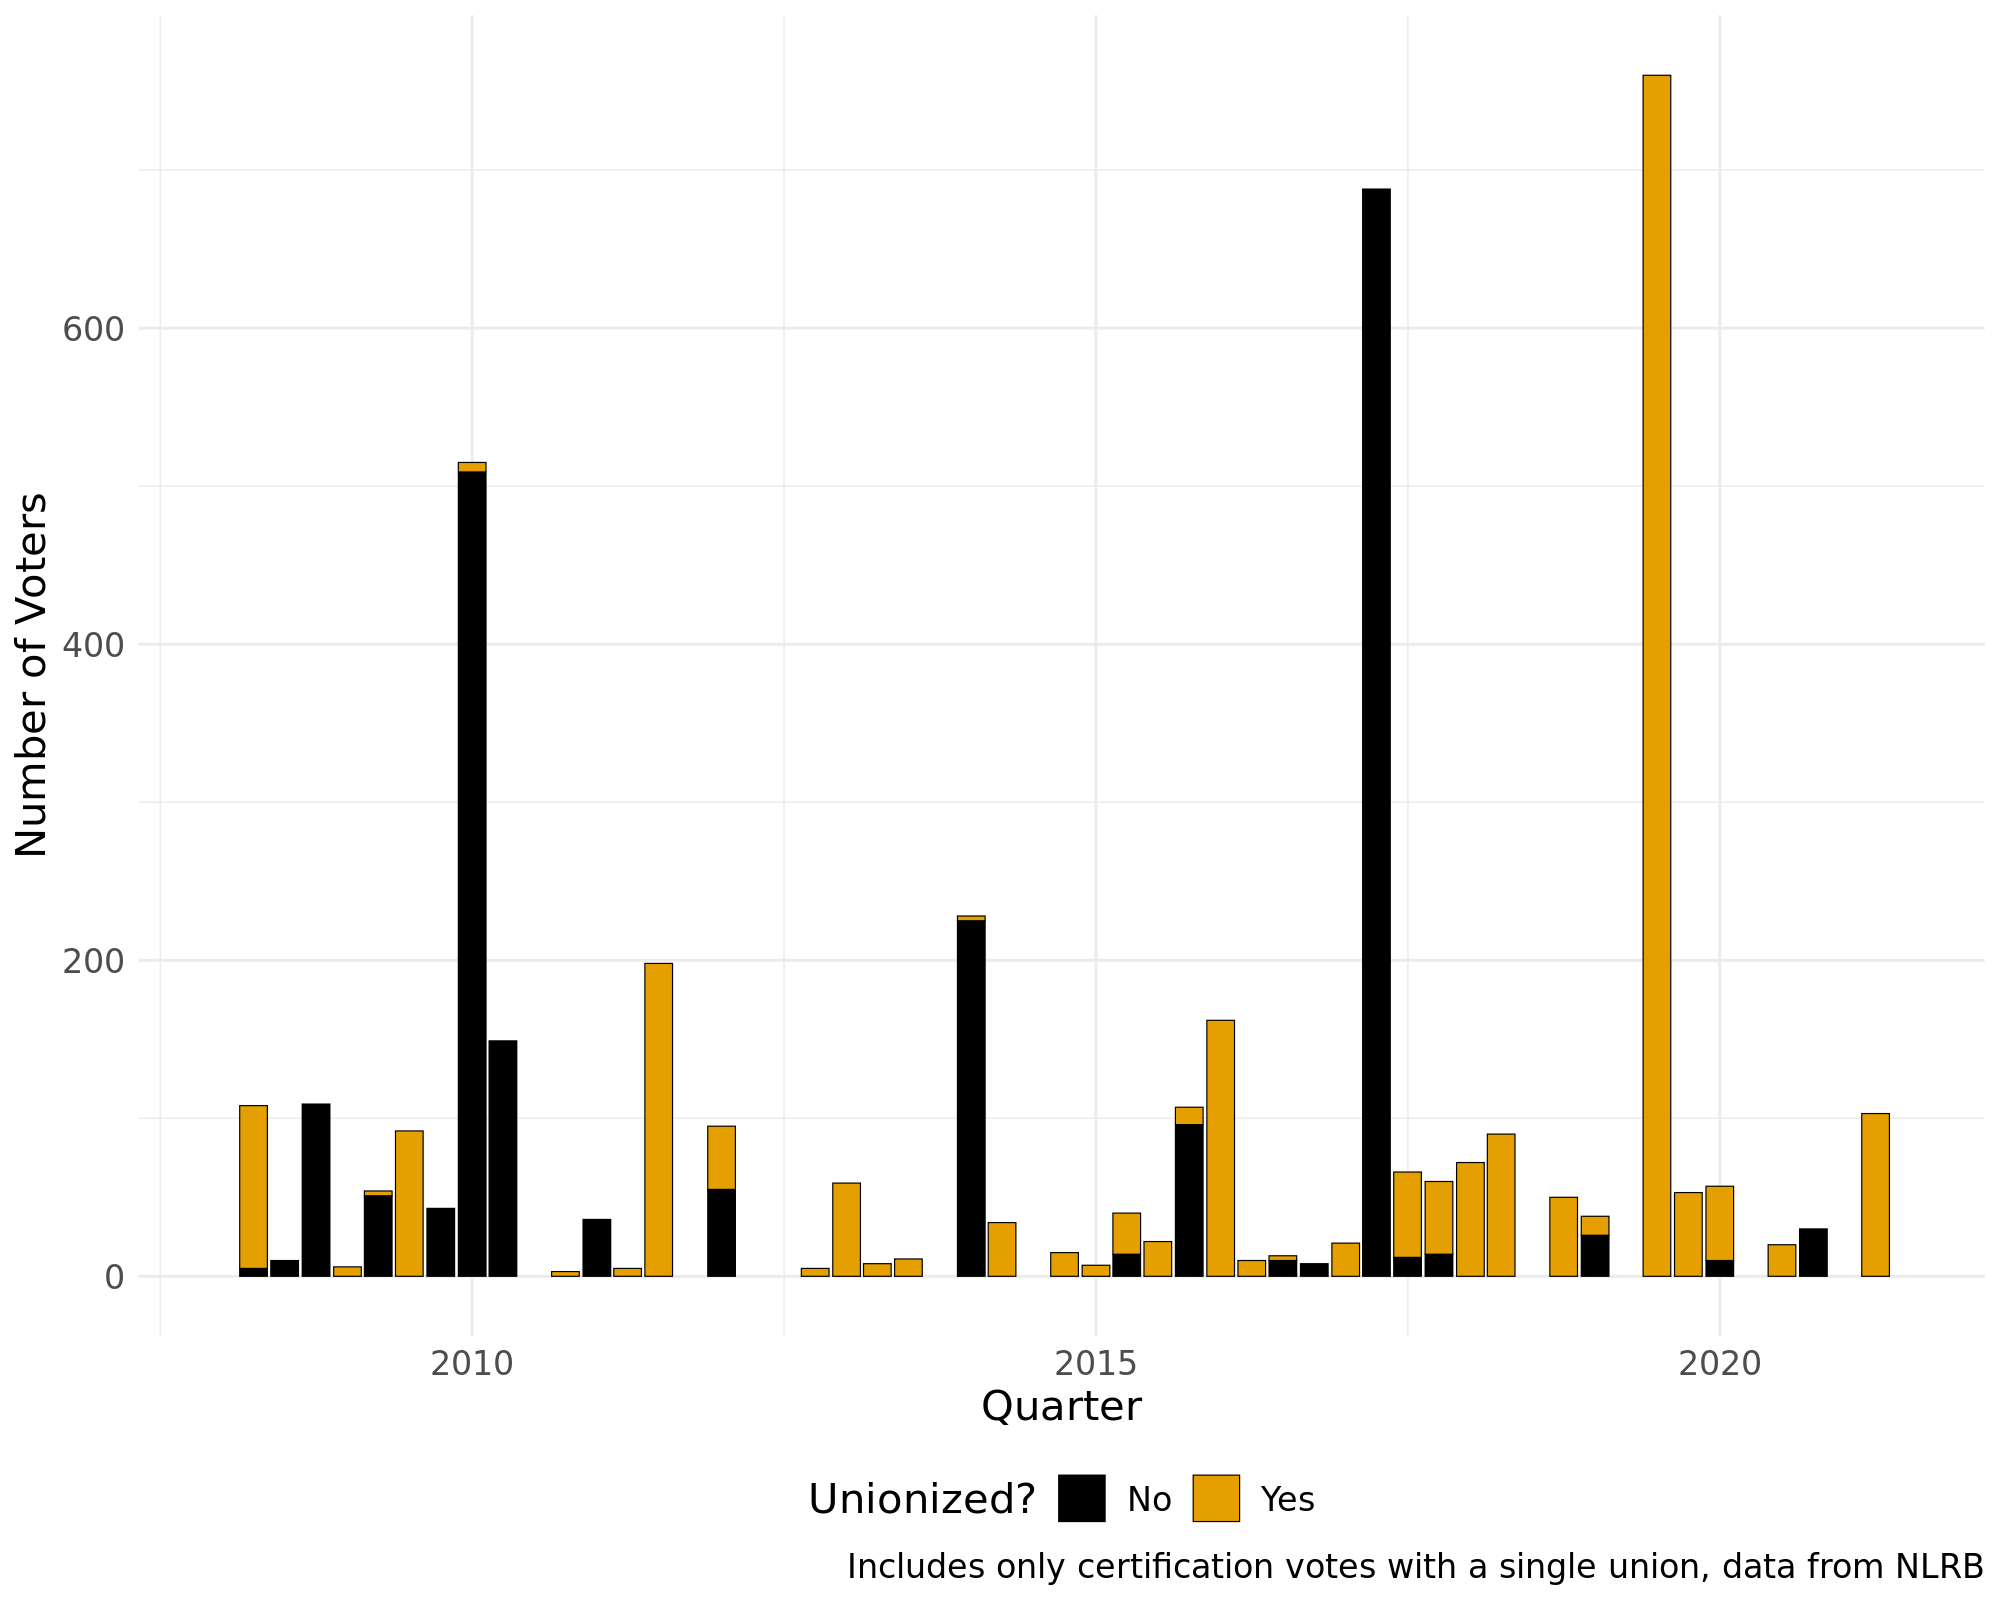 Number of Voters
600
400
200
0
2010 2015 2020
Quarter
Unionized? No Yes
Includes only certification votes with a single union, data from NLRB